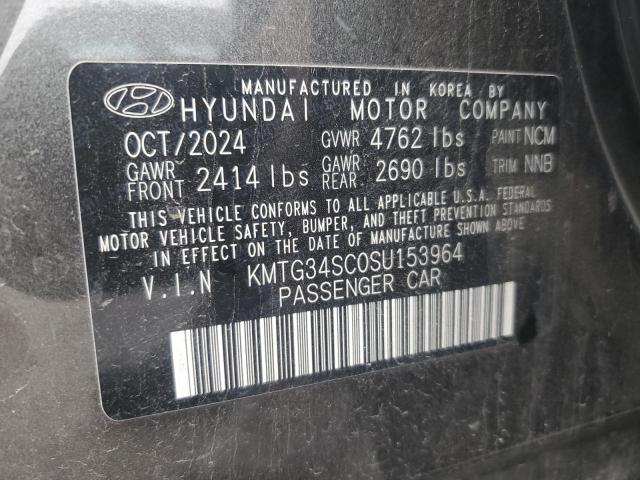 MANUFACTURED IN KOREA BY
HYUNDAI MOTOR COMPANY
OCT/2024 GVWR 4762 lbs PAINT NCM
GAWR FRONT 2414 lbs GAWR REAR 2690 lbs TRIM NNB
THIS VEHICLE CONFORMS TO ALL APPLICABLE U.S.A. FEDERAL
MOTOR VEHICLE SAFETY, BUMPER, AND THEFT PREVENTION STANDARDS
IN EFFECT ON THE DATE OF MANUFACTURE SHOWN ABOVE.
V.I.N KMTG34SC0SU153964
PASSENGER CAR